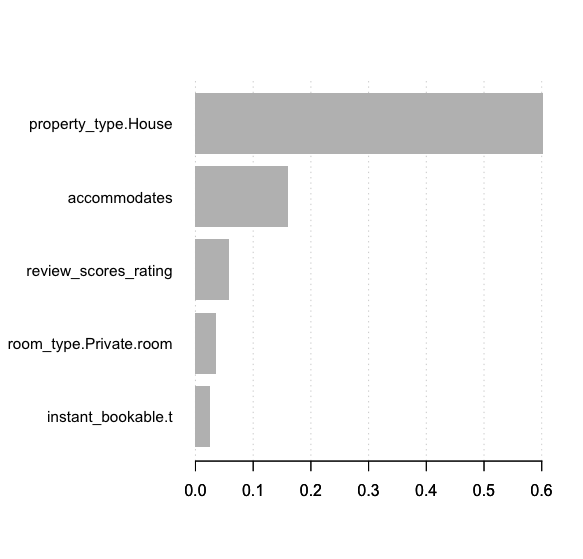 property_type.House
accommodates
review_scores_rating
room_type.Private.room
instant_bookable.t
0.0 0.1 0.2 0.3 0.4 0.5 0.6